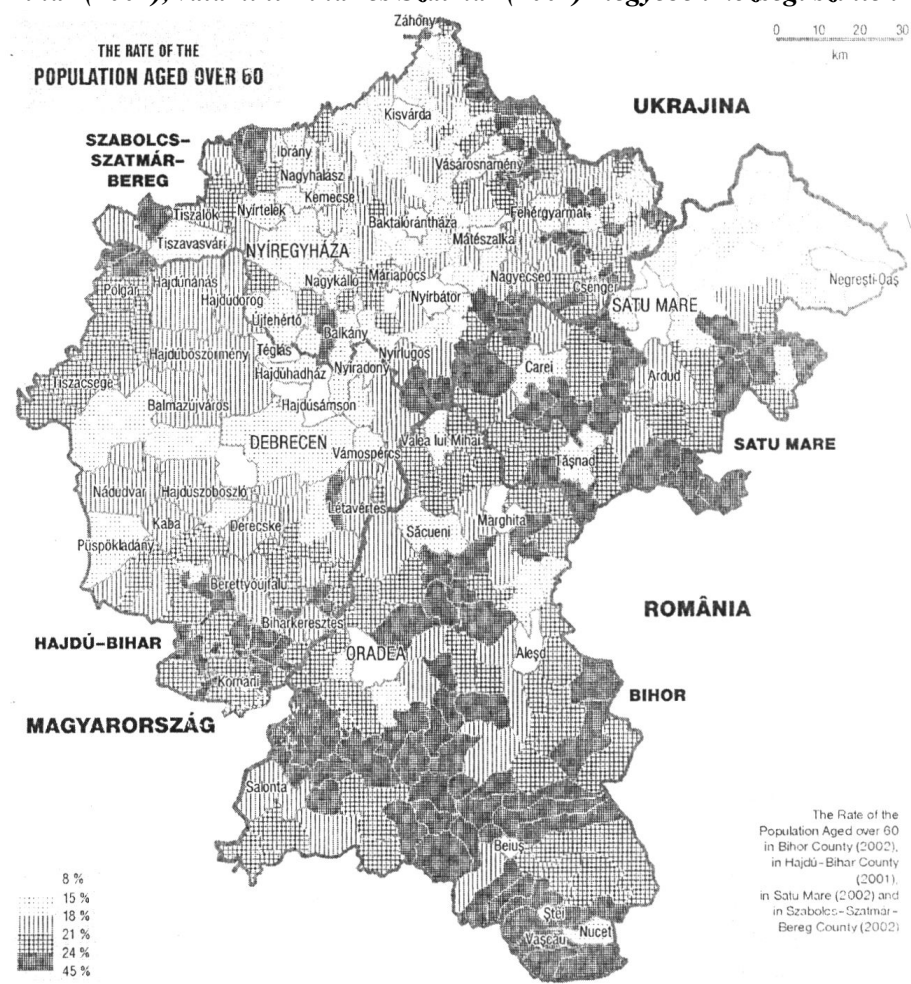 THE RATE OF THE
POPULATION AGED OVER 60
0 10 20 30
km
Záhony
UKRAJINA
SZABOLCS-
SZATMÁR-
BEREG
Kisvárda
Ibrány
Vásárosnamény
Nagyhalász
Kemecse
Tiszalök
Nyírtelek
Baktalórántháza
Fehérgyarmat
Tiszavasvári
NYÍREGYHÁZA
Mátészalka
Negrești-Oaș
Polgár
Hajdúnánás
Nagykálló
Máriapócs
Nagyecsed
Csenger
Hajdúdorog
Nyírbátor
SATU MARE
Újfehértó
Balkány
Hajdúböszörmény
Téglás
Nyírlugos
Nyíradony
Carei
Ardud
Tiszacsege
Hajdúhadház
Balmazújváros
Hajdúsámson
DEBRECEN
Valea lui Mihai
SATU MARE
Vámospércs
Tășnad
Nádudvar
Hajdúszoboszló
Létavértes
Kaba
Derecske
Săcueni
Marghita
Püspökladány
Berettyóújfalu
ROMÂNIA
Biharkeresztes
HAJDÚ-BIHAR
ORADEA
Aleșd
Komádi
BIHOR
MAGYARORSZÁG
Salonta
The Rate of the
Population Aged over 60
in Bihor County (2002),
in Hajdú-Bihar County
(2001),
in Satu Mare (2002) and
in Szabolcs-Szatmár-
Bereg County (2002)
Beiuș
8 %
15 %
18 %
21 %
24 %
45 %
Ștei
Nucet
Vașcău